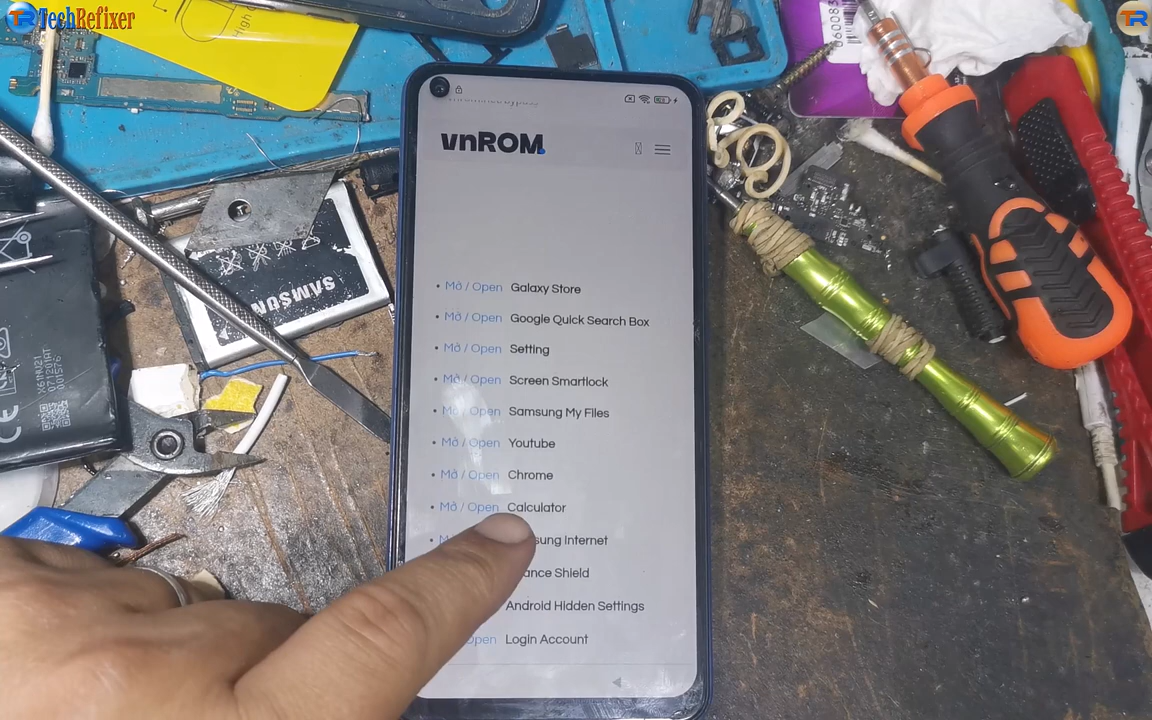 TechRefixer
TR
High
vnROM
• Mở / Open Galaxy Store
• Mở / Open Google Quick Search Box
• Mở / Open Setting
• Mở / Open Screen Smartlock
• Mở / Open Samsung My Files
• Mở / Open Youtube
• Mở / Open Chrome
• Mở / Open Calculator
Internet
Shield
Android Hidden Settings
Open Login Account
SAMSUNG